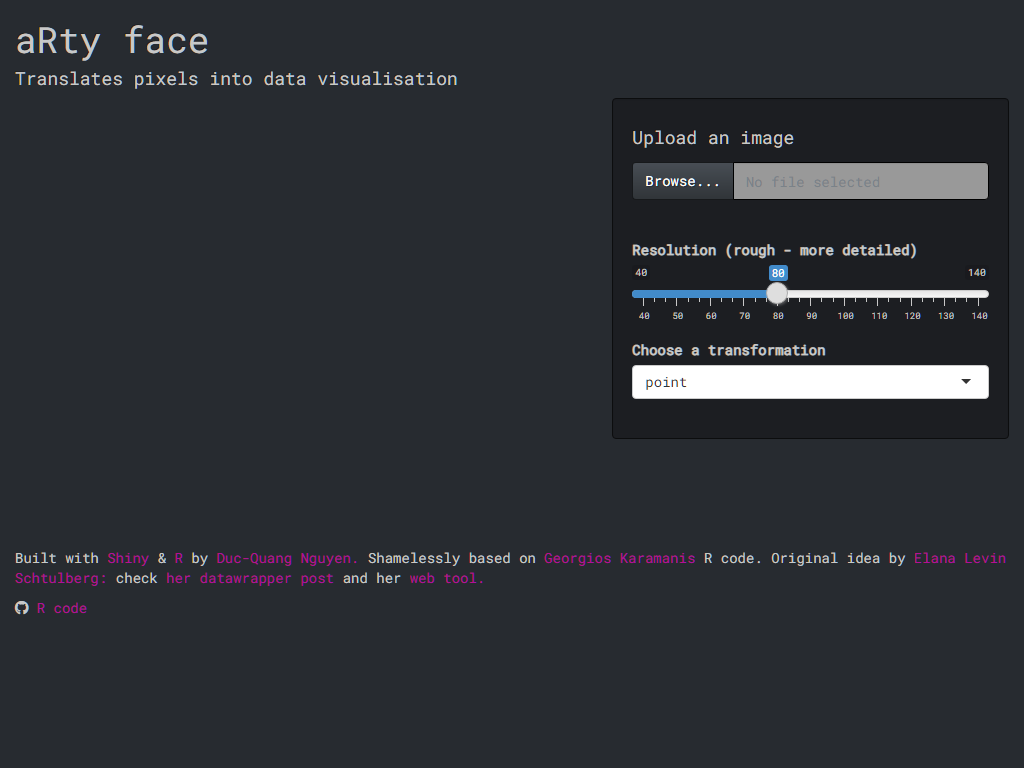 aRty face
Translates pixels into data visualisation
Upload an image
Browse... No file selected
Resolution (rough - more detailed)
40 80 140
40 50 60 70 80 90 100 110 120 130 140
Choose a transformation
point
Built with Shiny & R by Duc-Quang Nguyen. Shamelessly based on Georgios Karamanis R code. Original idea by Elana Levin
Schtulberg: check her datawrapper post and her web tool.
R code